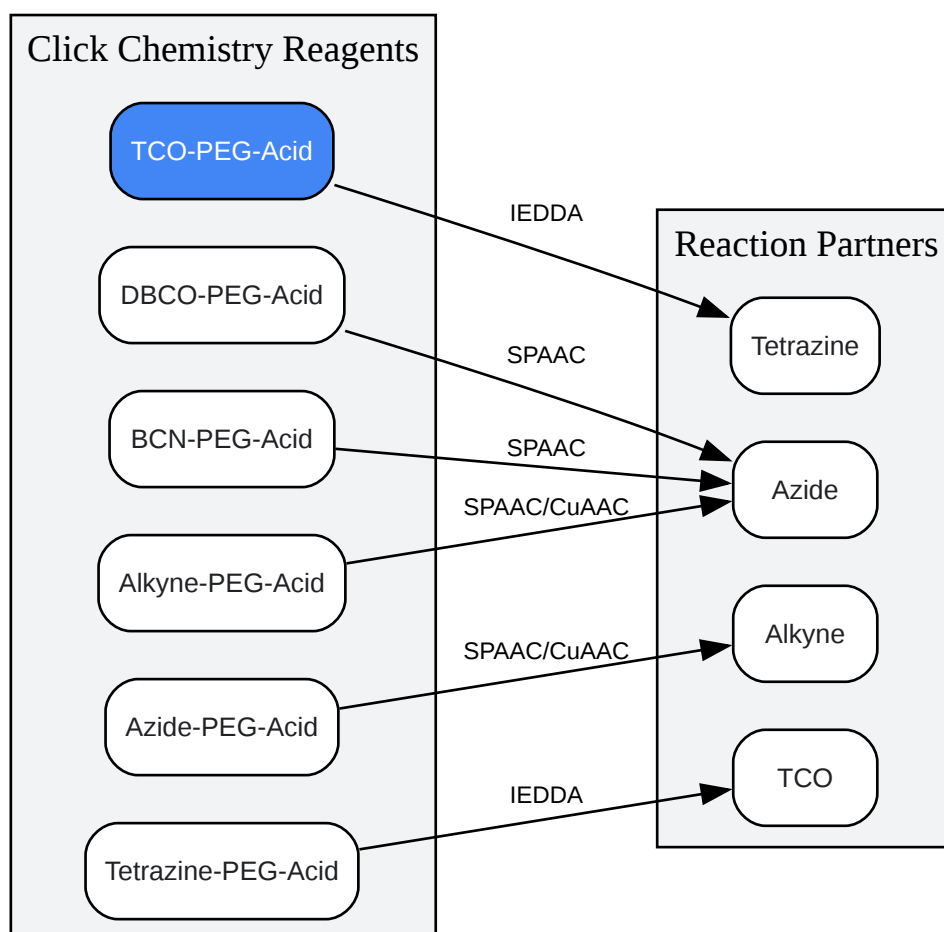 Click Chemistry Reagents
TCO-PEG-Acid
DBCO-PEG-Acid
BCN-PEG-Acid
Alkyne-PEG-Acid
Azide-PEG-Acid
Tetrazine-PEG-Acid
IEDDA
SPAAC
SPAAC
SPAAC/CuAAC
SPAAC/CuAAC
IEDDA
Reaction Partners
Tetrazine
Azide
Alkyne
TCO